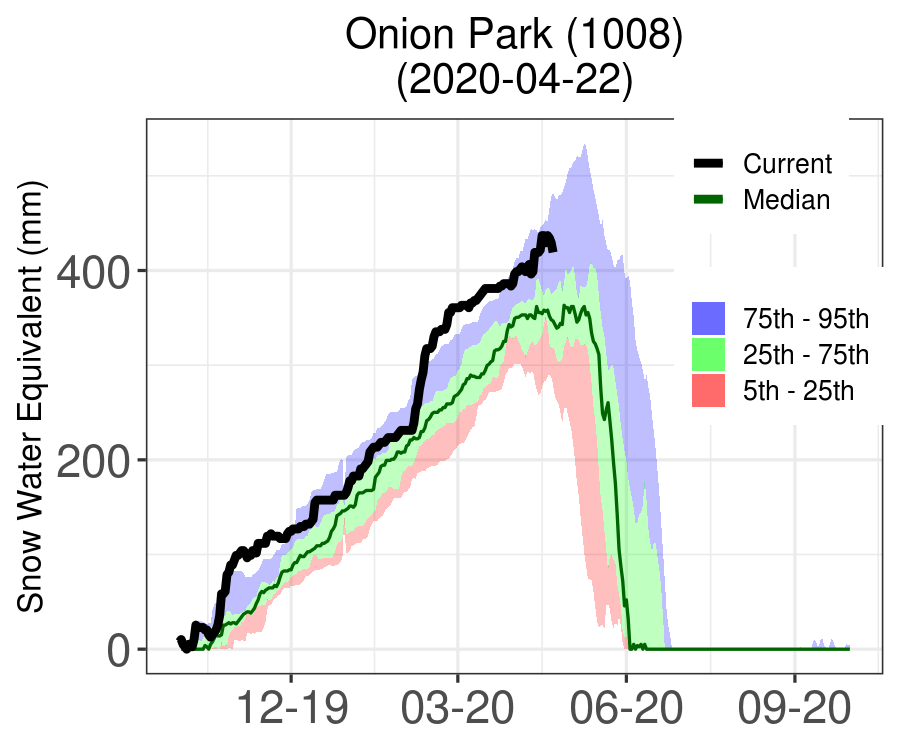 Onion Park (1008)
(2020-04-22)
Current
Median
75th - 95th
25th - 75th
5th - 25th
Snow Water Equivalent (mm)
400
200
0
12-19 03-20 06-20 09-20